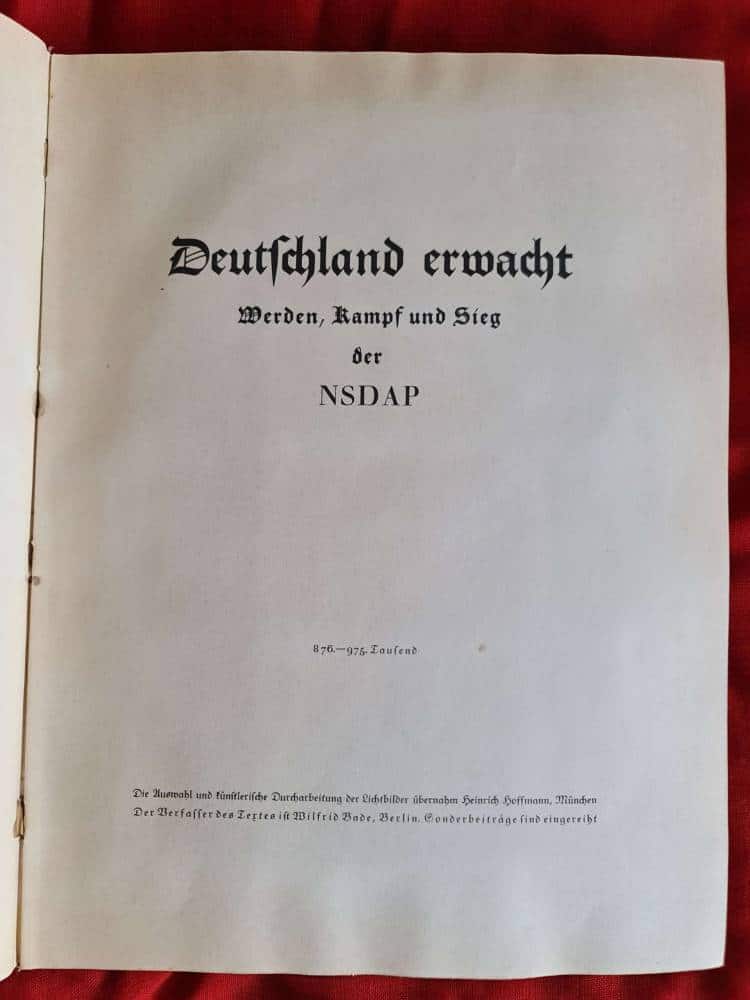 Deutſchland erwacht
Werden, Kampf und Sieg
der
NSDAP
876.—975. Tauſend
Die Auswahl und künſtleriſche Durcharbeitung der Lichtbilder übernahm Heinrich Hoffmann, München
Der Verfaſſer des Textes iſt Wilfrid Bade, Berlin. Sonderbeiträge ſind eingereiht